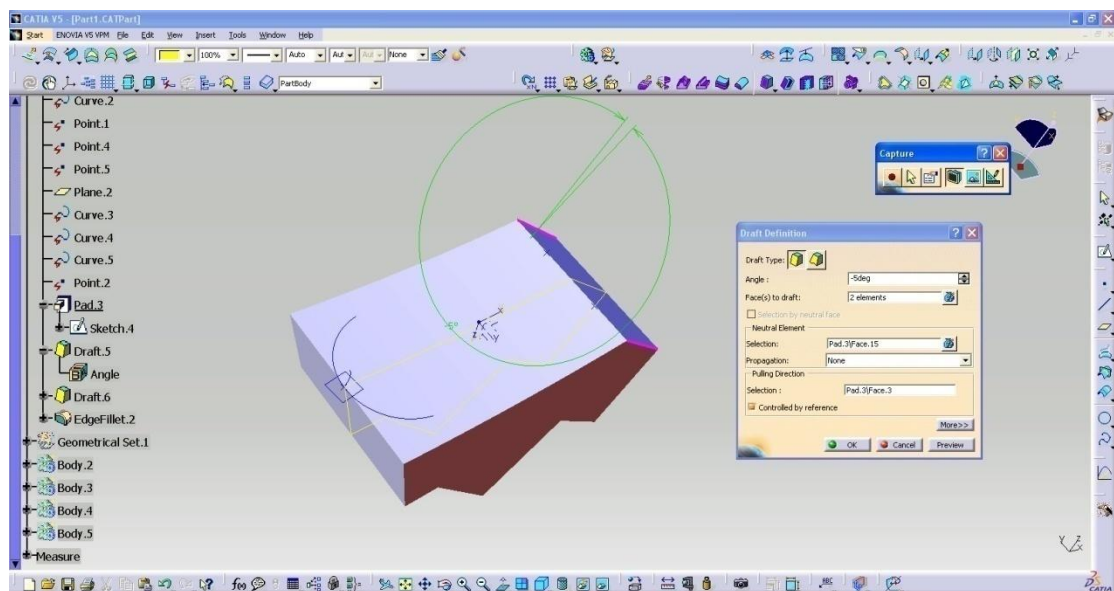 CATIA V5 - [Part1.CATPart]
Start ENOVIA V5 VPM File Edit View Insert Tools Window Help
100% Auto Aut Aut None
PartBody
Curve.2
Point.1
Point.4
Point.5
Plane.2
Curve.3
Curve.4
Curve.5
Point.2
Pad.3
Sketch.4
Draft.5
Angle
Draft.6
EdgeFillet.2
Geometrical Set.1
Body.2
Body.3
Body.4
Body.5
Measure
-5°
x
z
y
Capture
Draft Definition
Draft Type:
Angle : -5deg
Face(s) to draft: 2 elements
Selection by neutral face
Neutral Element
Selection: Pad.3\Face.15
Propagation: None
Pulling Direction
Selection : Pad.3\Face.3
Controlled by reference
More>>
OK Cancel Preview
y z
x
f(x)
CATIA